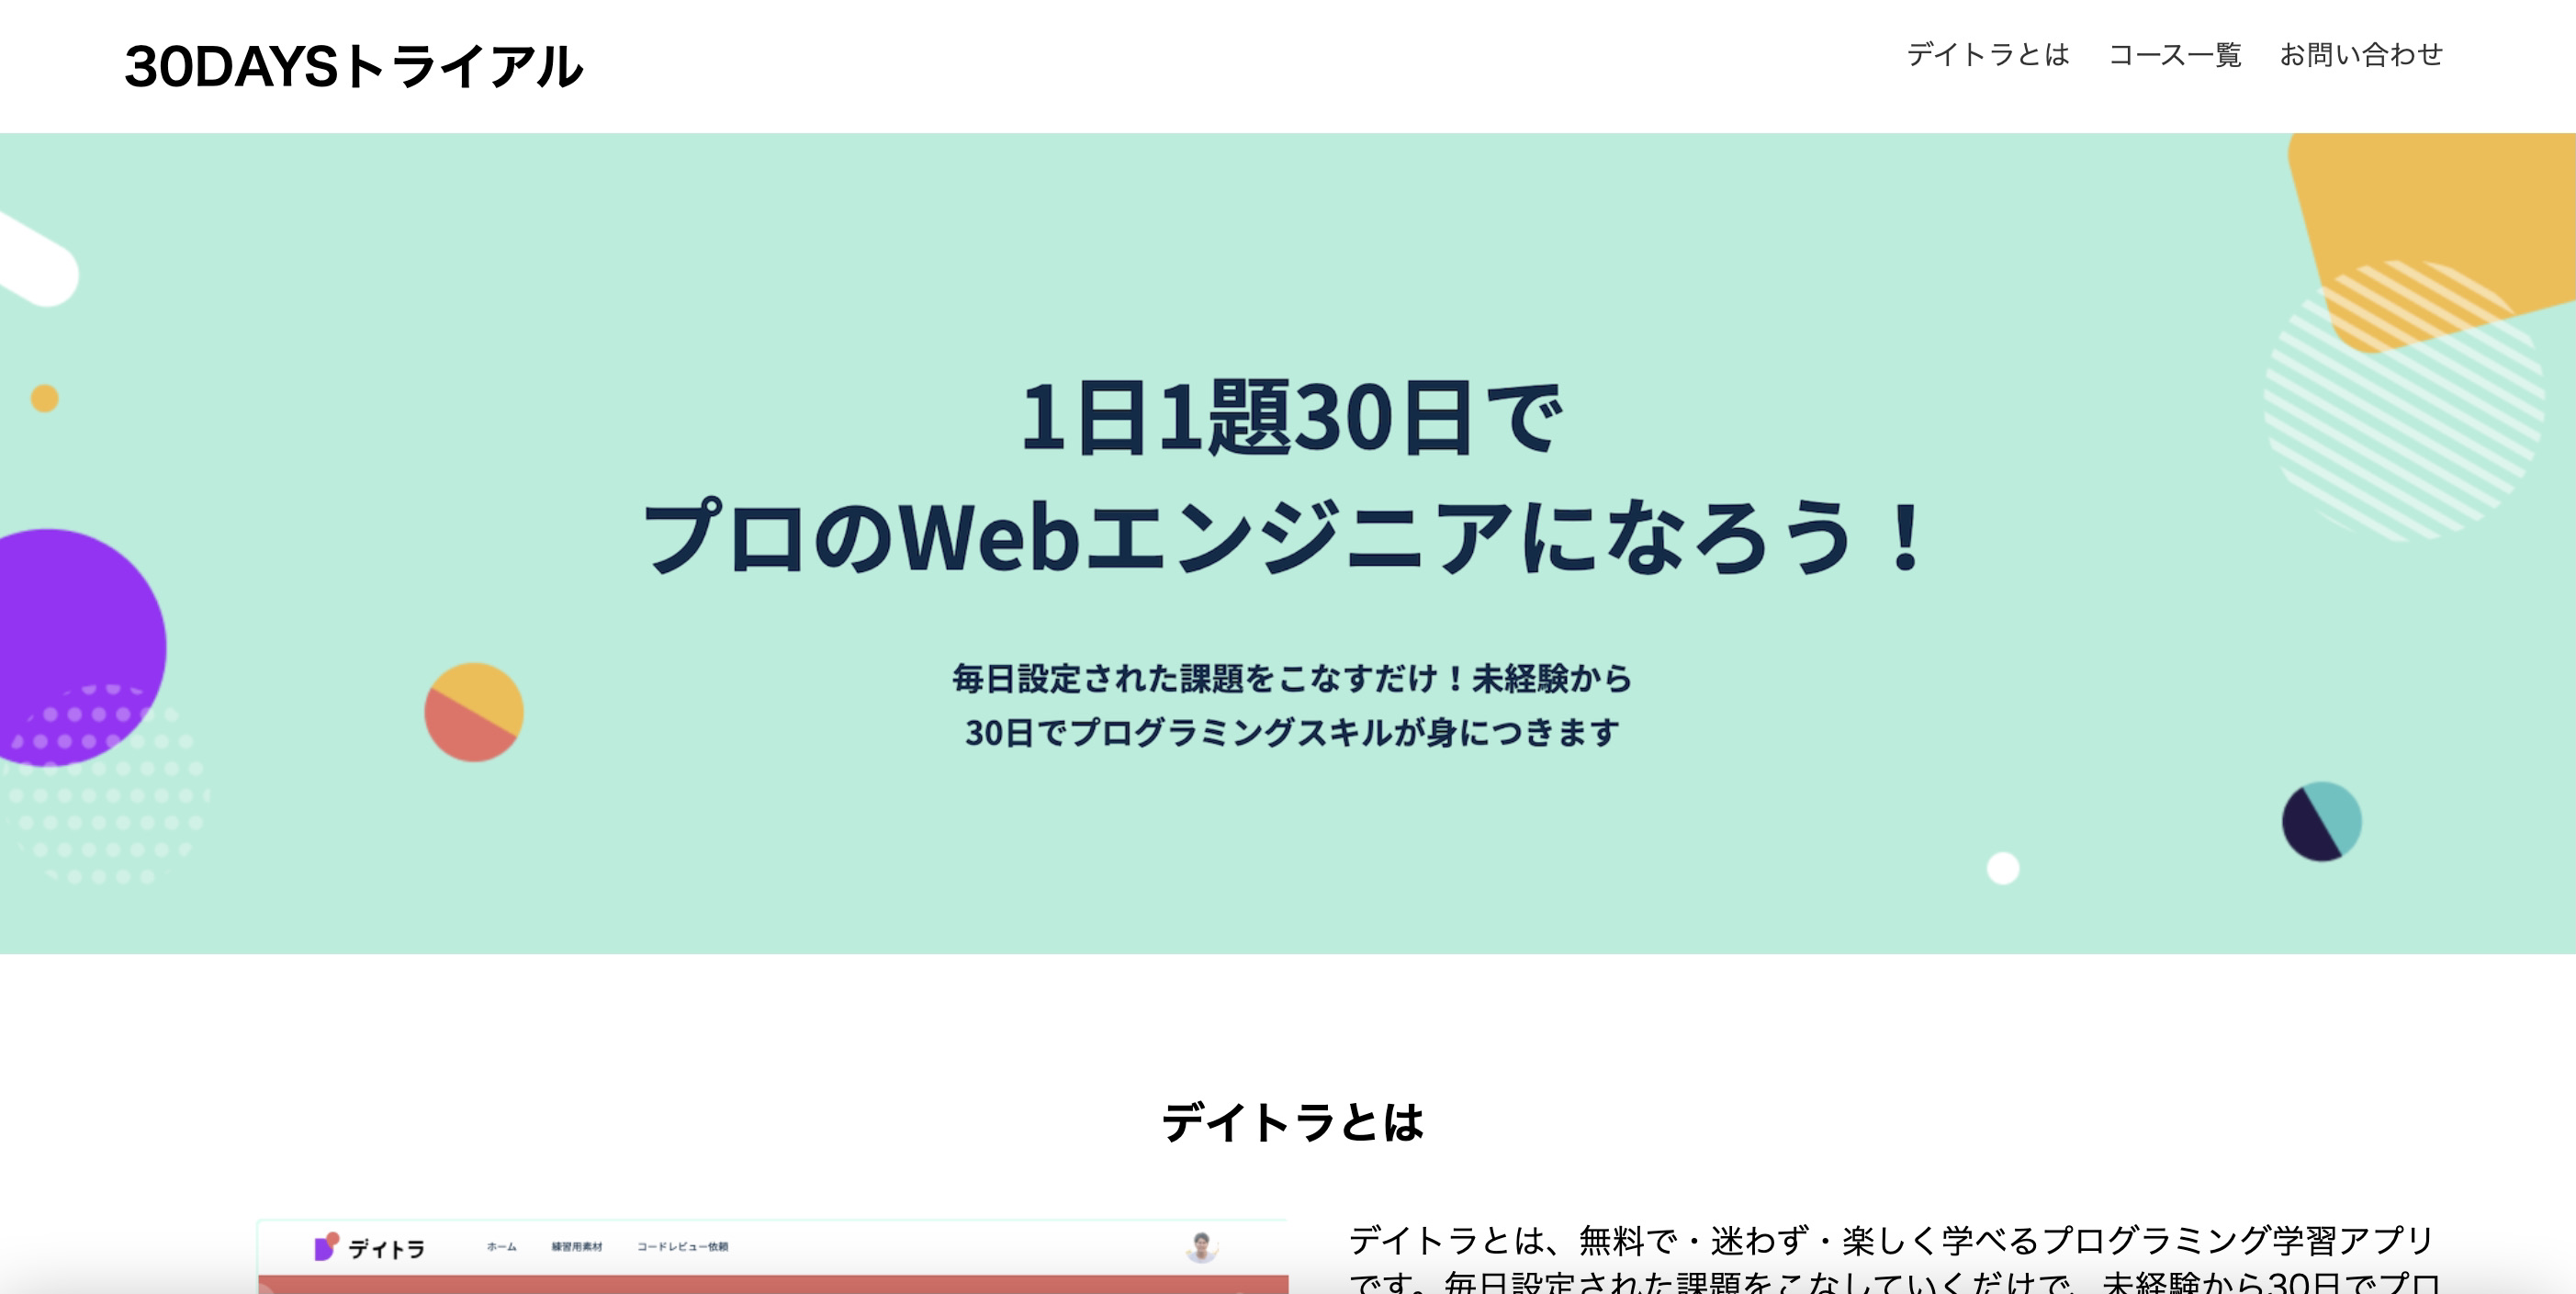 30DAYSトライアル
デイトラとは コース一覧 お問い合わせ
1日1題30日で
プロのWebエンジニアになろう！
毎日設定された課題をこなすだけ！未経験から
30日でプログラミングスキルが身につきます
デイトラとは
デイトラ ホーム 練習用素材 コードレビュー依頼
デイトラとは、無料で・迷わず・楽しく学べるプログラミング学習アプリ
です。毎日設定された課題をこなしていくだけで、未経験から30日でプロ